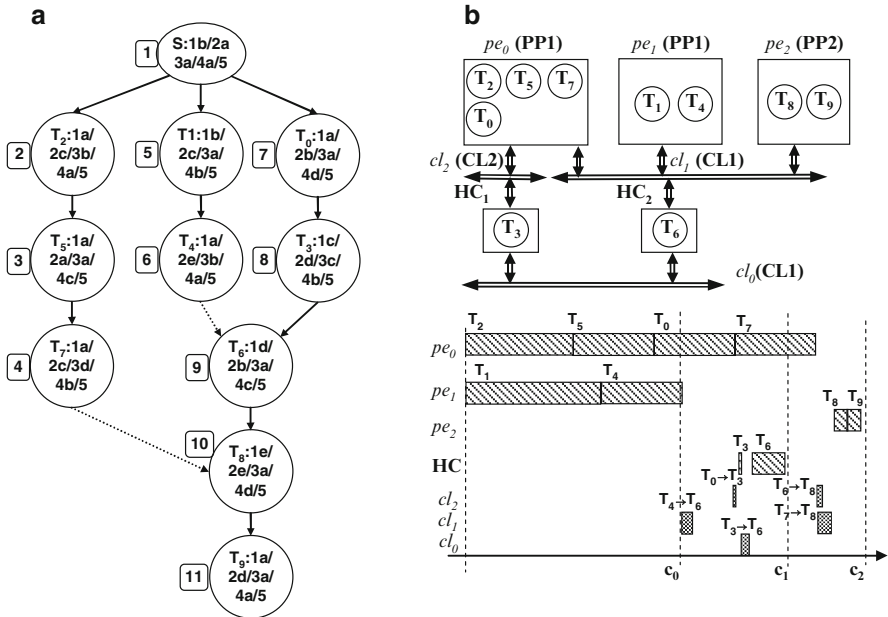 a
1
S:1b/2a
3a/4a/5
2
T2:1a/
2c/3b/
4a/5
5
T1:1b/
2c/3a/
4b/5
7
T0:1a/
2b/3a/
4d/5
3
T5:1a/
2a/3a/
4c/5
6
T4:1a/
2e/3b/
4a/5
8
T3:1c/
2d/3c/
4b/5
4
T7:1a/
2c/3d/
4b/5
9
T6:1d/
2b/3a/
4c/5
10
T8:1e/
2e/3a/
4d/5
11
T9:1a/
2d/3a/
4a/5
b
pe0 (PP1)
pe1 (PP1)
pe2 (PP2)
T2 T5 T7
T0
T1 T4
T8 T9
cl2 (CL2)
cl1 (CL1)
HC1
HC2
T3
T6
cl0(CL1)
T2 T5 T0 T7
pe0
T1 T4
pe1
T8 T9
pe2
T3 T6
HC
T0→T3
T6→T8
cl2
T4→T6
T7→T8
cl1
T3→T6
cl0
c0 c1 c2